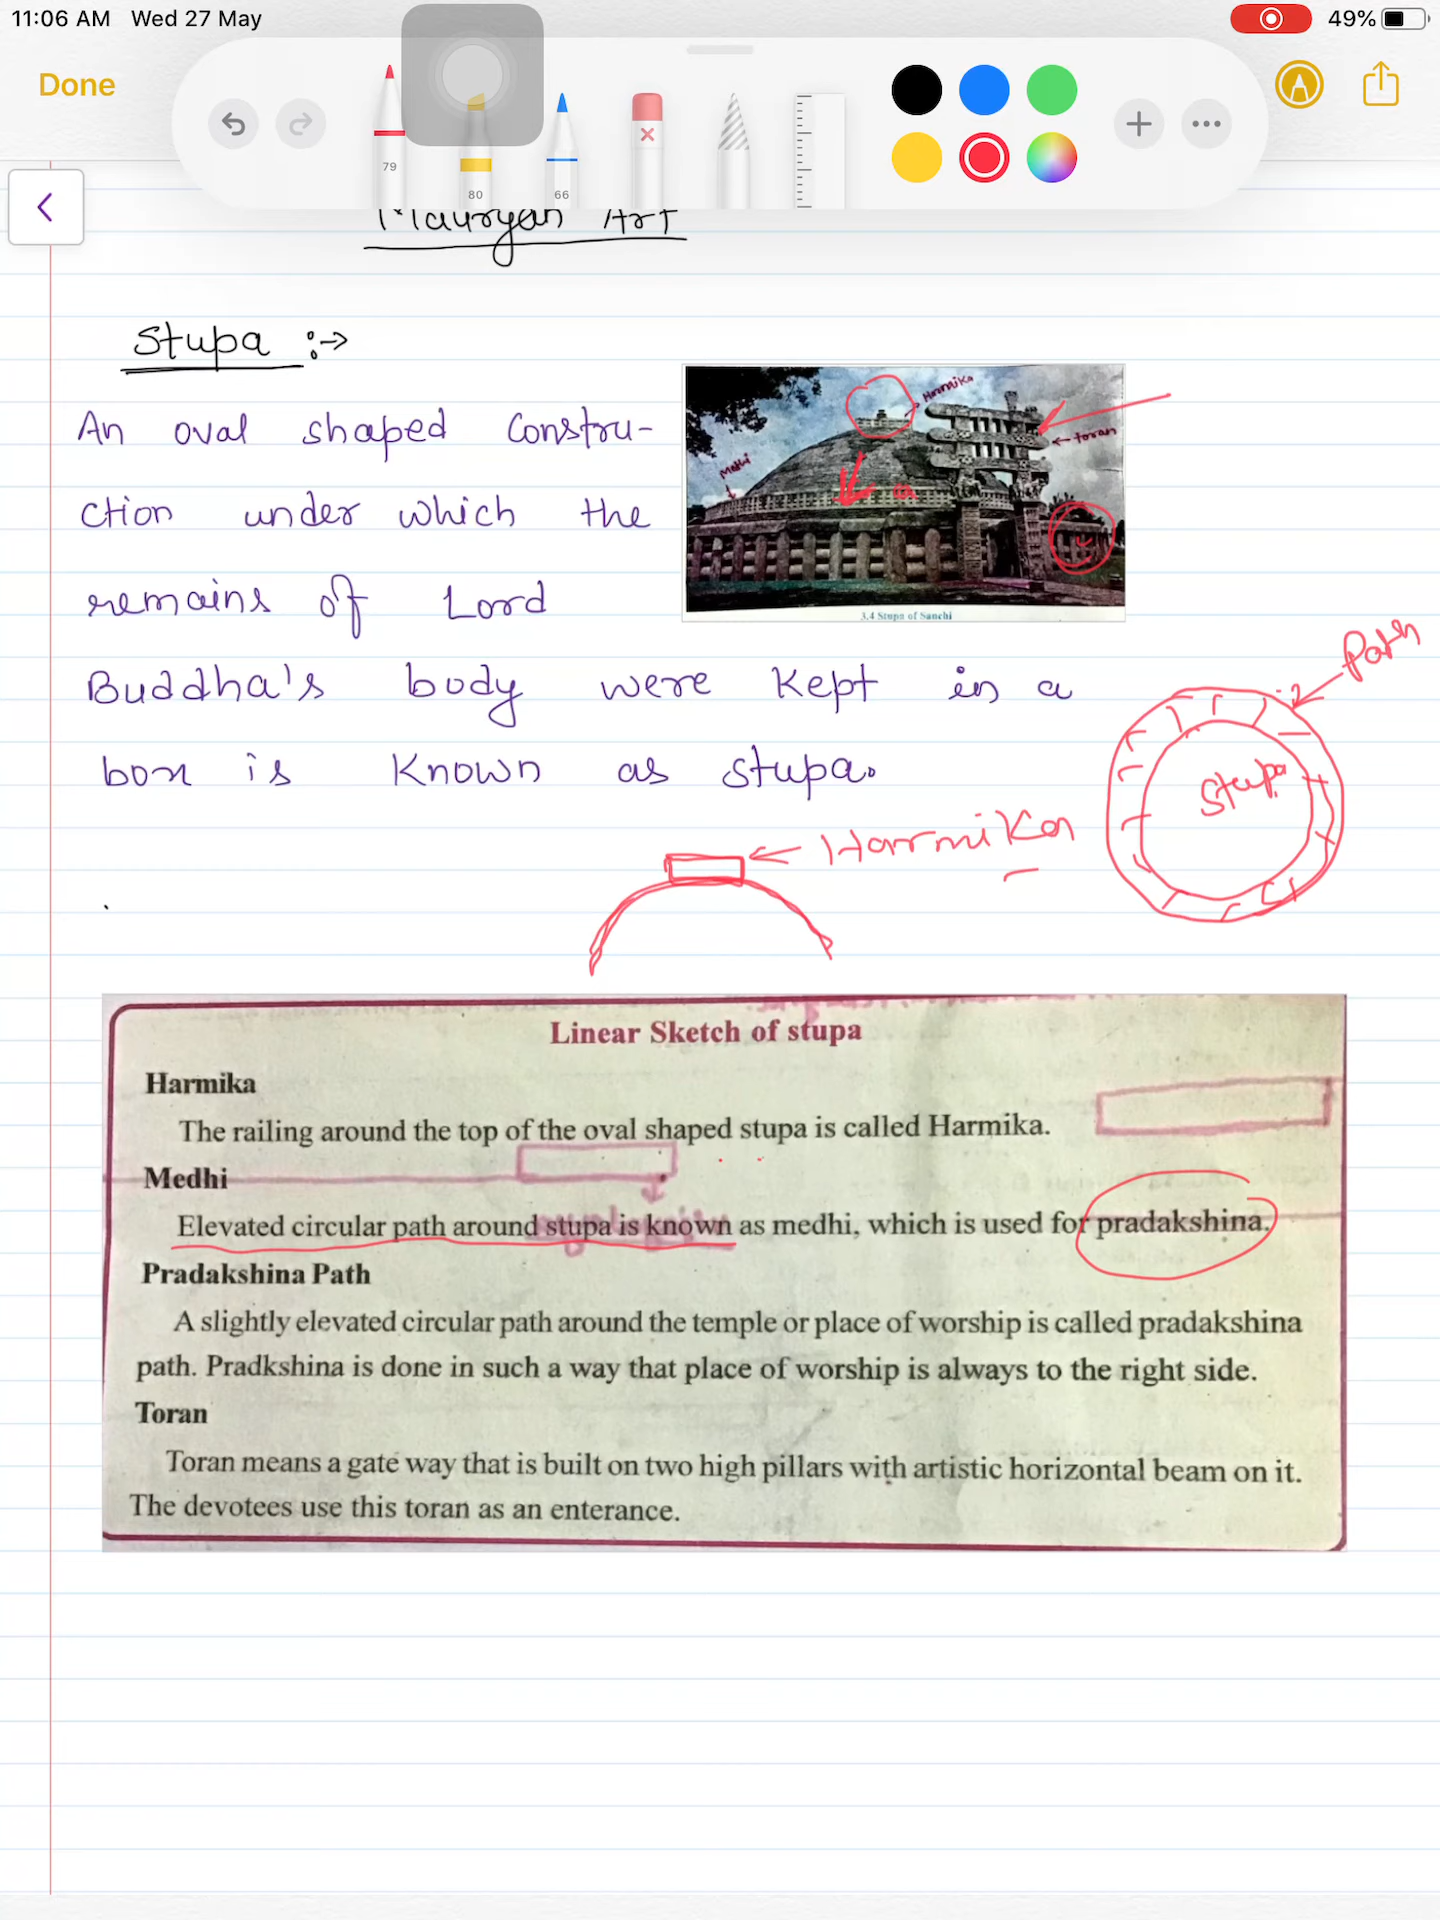 11:06 AM Wed 27 May
49%
Done
79
80
66
Mauryan Art
Stupa :→
An oval shaped Constru-
ction under which the
remains of Lord
Buddha's body were kept in a
box is Known as stupa.
Harmika
toran
Medhi
3.4 Stupa of Sanchi
Path
Stupa
Harmika
Linear Sketch of stupa
Harmika
The railing around the top of the oval shaped stupa is called Harmika.
Medhi
Elevated circular path around stupa is known as medhi, which is used for pradakshina.
Pradakshina Path
A slightly elevated circular path around the temple or place of worship is called pradakshina
path. Pradkshina is done in such a way that place of worship is always to the right side.
Toran
Toran means a gate way that is built on two high pillars with artistic horizontal beam on it.
The devotees use this toran as an enterance.